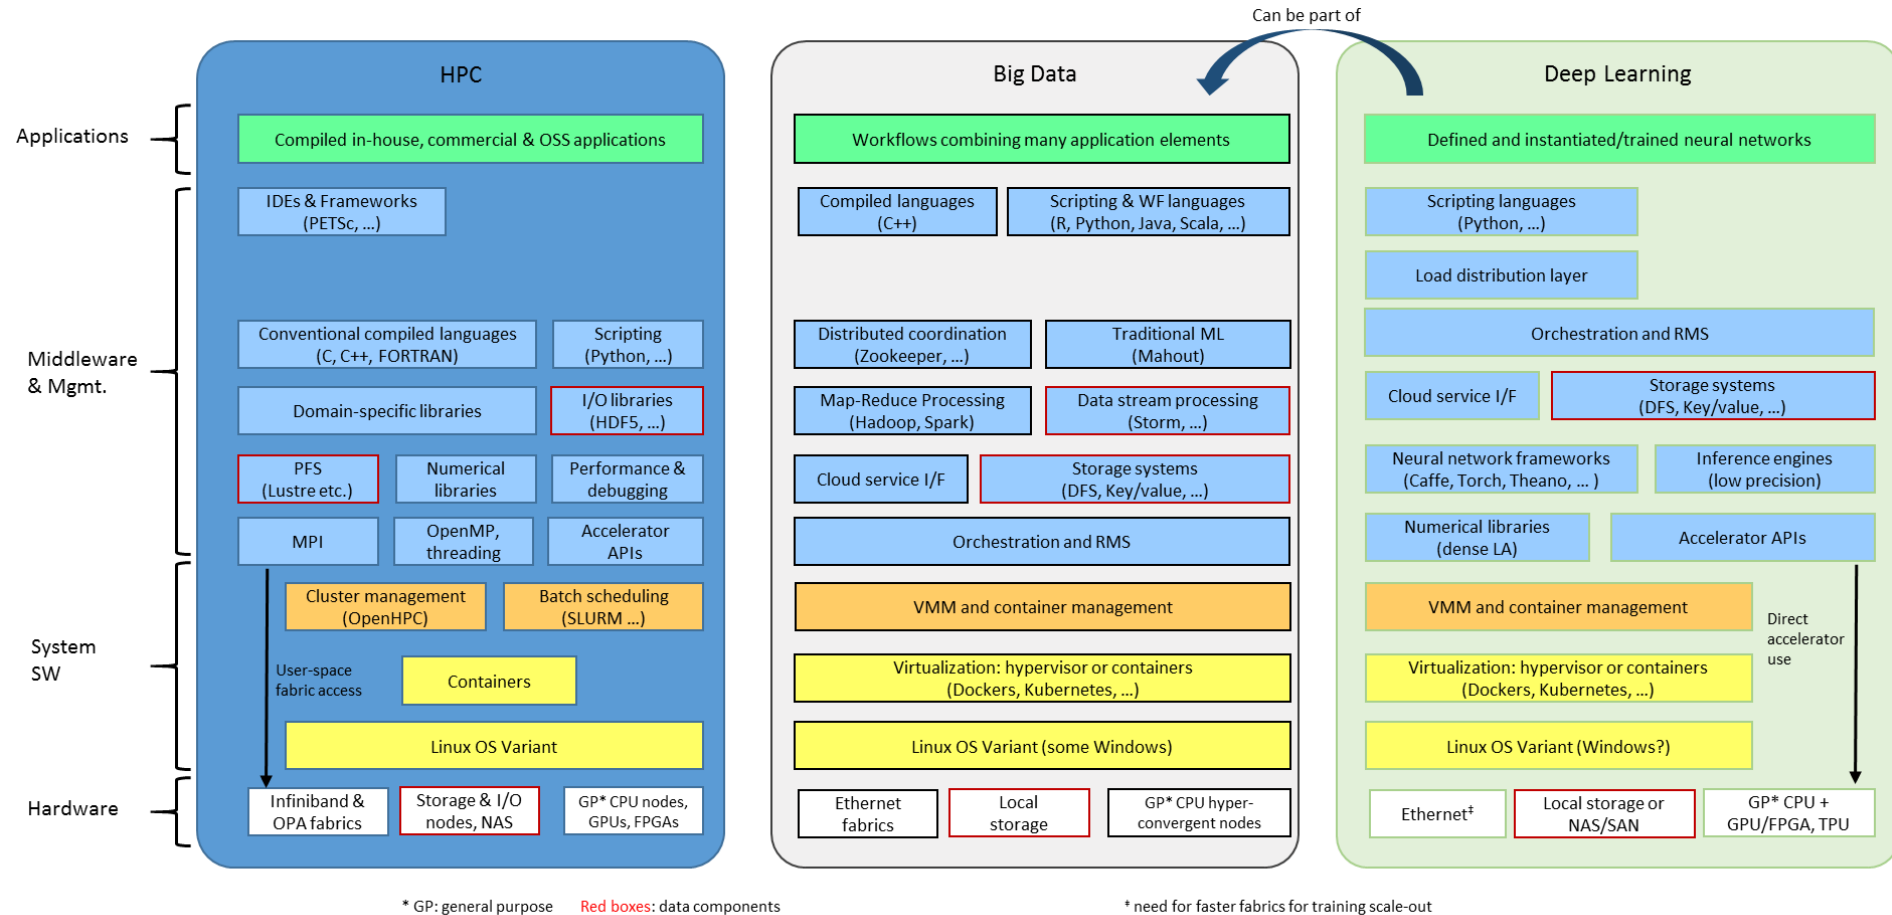 Can be part of
HPC
Big Data
Deep Learning
Applications
Compiled in-house, commercial & OSS applications
Workflows combining many application elements
Defined and instantiated/trained neural networks
Middleware
& Mgmt.
IDEs & Frameworks
(PETSc, …)
Conventional compiled languages
(C, C++, FORTRAN)
Scripting
(Python, …)
Domain-specific libraries
I/O libraries
(HDF5, …)
PFS
(Lustre etc.)
Numerical
libraries
Performance &
debugging
MPI
OpenMP,
threading
Accelerator
APIs
Compiled languages
(C++)
Scripting & WF languages
(R, Python, Java, Scala, …)
Distributed coordination
(Zookeeper, …)
Traditional ML
(Mahout)
Map-Reduce Processing
(Hadoop, Spark)
Data stream processing
(Storm, …)
Cloud service I/F
Storage systems
(DFS, Key/value, …)
Orchestration and RMS
Scripting languages
(Python, …)
Load distribution layer
Orchestration and RMS
Cloud service I/F
Storage systems
(DFS, Key/value, …)
Neural network frameworks
(Caffe, Torch, Theano, … )
Inference engines
(low precision)
Numerical libraries
(dense LA)
Accelerator APIs
System
SW
Cluster management
(OpenHPC)
Batch scheduling
(SLURM …)
User-space
fabric access
Containers
Linux OS Variant
VMM and container management
Virtualization: hypervisor or containers
(Dockers, Kubernetes, …)
Linux OS Variant (some Windows)
VMM and container management
Direct
accelerator
use
Virtualization: hypervisor or containers
(Dockers, Kubernetes, …)
Linux OS Variant (Windows?)
Hardware
Infiniband &
OPA fabrics
Storage & I/O
nodes, NAS
GP* CPU nodes,
GPUs, FPGAs
Ethernet
fabrics
Local
storage
GP* CPU hyper-
convergent nodes
Ethernet‡
Local storage or
NAS/SAN
GP* CPU +
GPU/FPGA, TPU
* GP: general purpose
Red boxes: data components
‡ need for faster fabrics for training scale-out